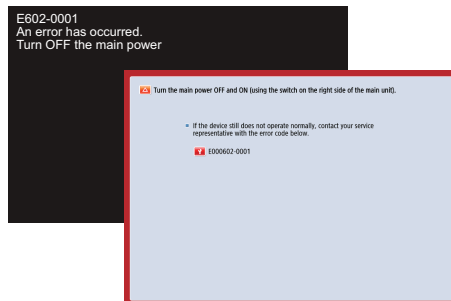 E602-0001
An error has occurred.
Turn OFF the main power
Turn the main power OFF and ON (using the switch on the right side of the main unit).
If the device still does not operate normally, contact your service
representative with the error code below.
E000602-0001